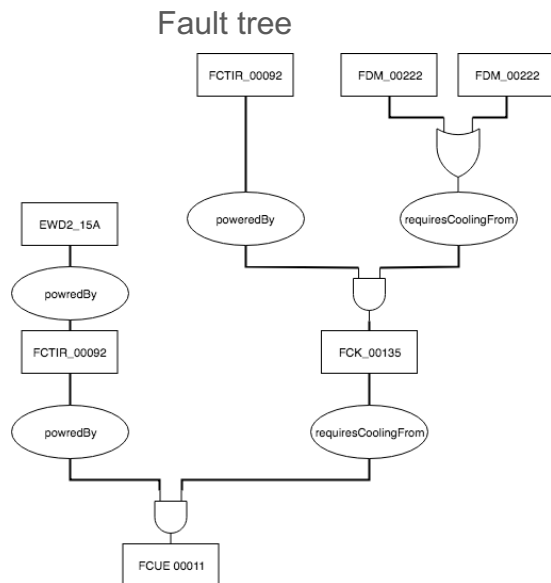 Fault tree
FCTIR_00092
FDM_00222
FDM_00222
EWD2_15A
poweredBy
requiresCoolingFrom
powredBy
FCTIR_00092
FCK_00135
powredBy
requiresCoolingFrom
FCUE 00011